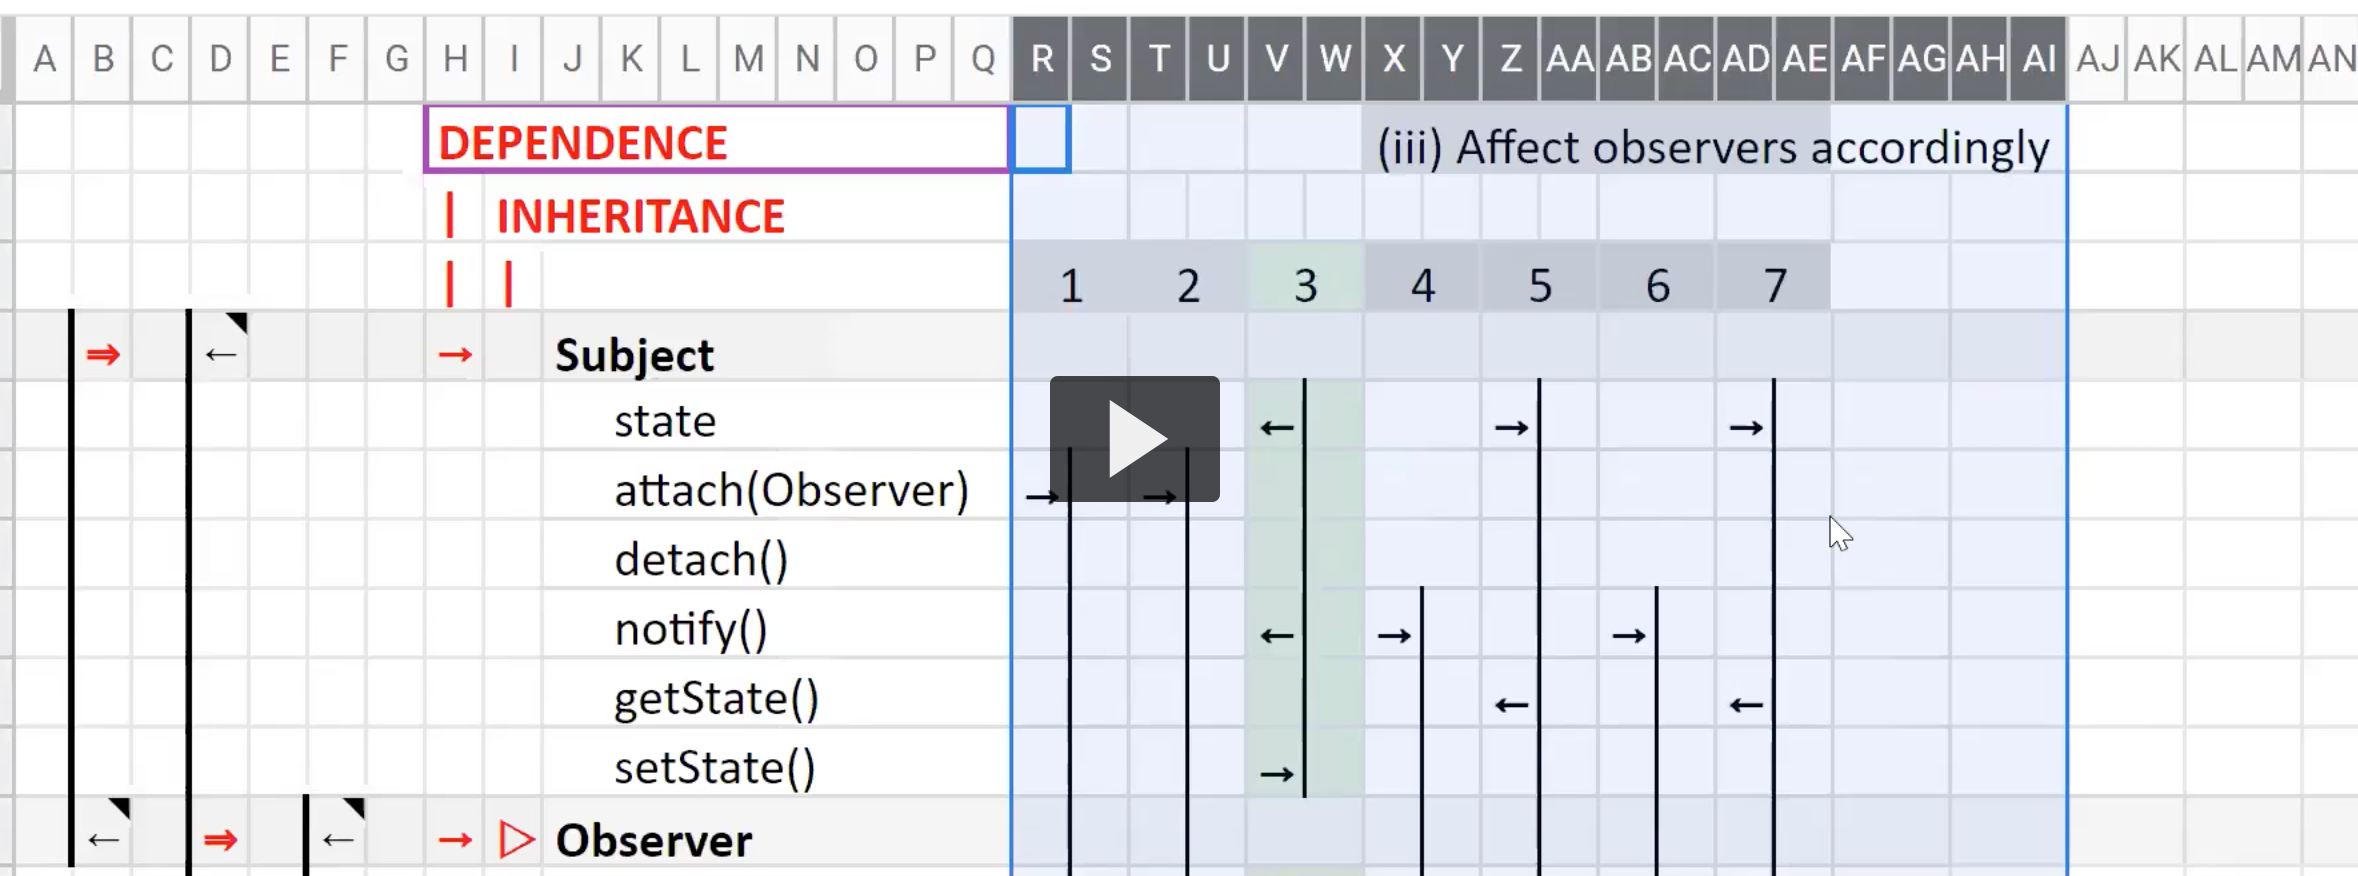 A B C D E F G H I J K L M N O P Q R S T U V W X Y Z AA AB AC AD AE AF AG AH AI AJ AK AL AM AN
DEPENDENCE (iii) Affect observers accordingly
| INHERITANCE
| | 1 2 3 4 5 6 7
⇒ ← → Subject
state ← → →
attach(Observer) → →
detach()
notify() ← → →
getState() ← ←
setState() →
← ⇒ ← → ▷ Observer